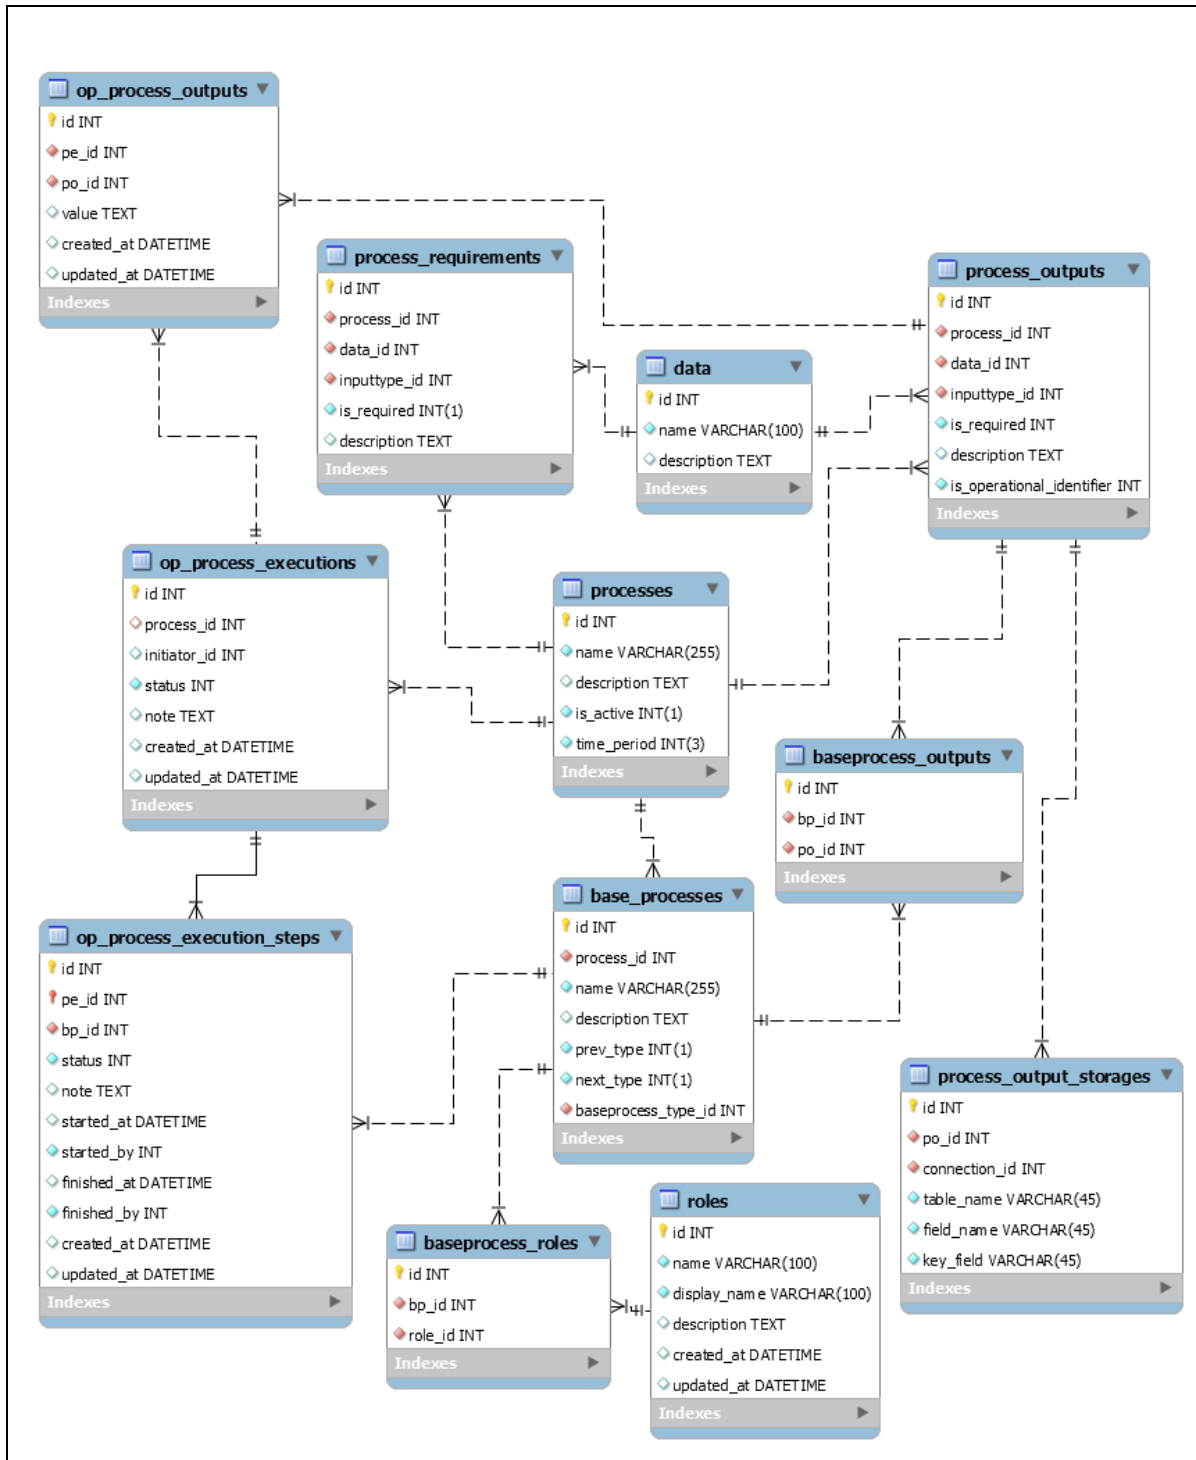 op_process_outputs
id INT
pe_id INT
po_id INT
value TEXT
created_at DATETIME
updated_at DATETIME
Indexes
process_requirements
id INT
process_id INT
data_id INT
inputtype_id INT
is_required INT(1)
description TEXT
Indexes
data
id INT
name VARCHAR(100)
description TEXT
Indexes
process_outputs
id INT
process_id INT
data_id INT
inputtype_id INT
is_required INT
description TEXT
is_operational_identifier INT
Indexes
op_process_executions
id INT
process_id INT
initiator_id INT
status INT
note TEXT
created_at DATETIME
updated_at DATETIME
Indexes
processes
id INT
name VARCHAR(255)
description TEXT
is_active INT(1)
time_period INT(3)
Indexes
baseprocess_outputs
id INT
bp_id INT
po_id INT
Indexes
op_process_execution_steps
id INT
pe_id INT
bp_id INT
status INT
note TEXT
started_at DATETIME
started_by INT
finished_at DATETIME
finished_by INT
created_at DATETIME
updated_at DATETIME
Indexes
base_processes
id INT
process_id INT
name VARCHAR(255)
description TEXT
prev_type INT(1)
next_type INT(1)
baseprocess_type_id INT
Indexes
process_output_storages
id INT
po_id INT
connection_id INT
table_name VARCHAR(45)
field_name VARCHAR(45)
key_field VARCHAR(45)
Indexes
baseprocess_roles
id INT
bp_id INT
role_id INT
Indexes
roles
id INT
name VARCHAR(100)
display_name VARCHAR(100)
description TEXT
created_at DATETIME
updated_at DATETIME
Indexes